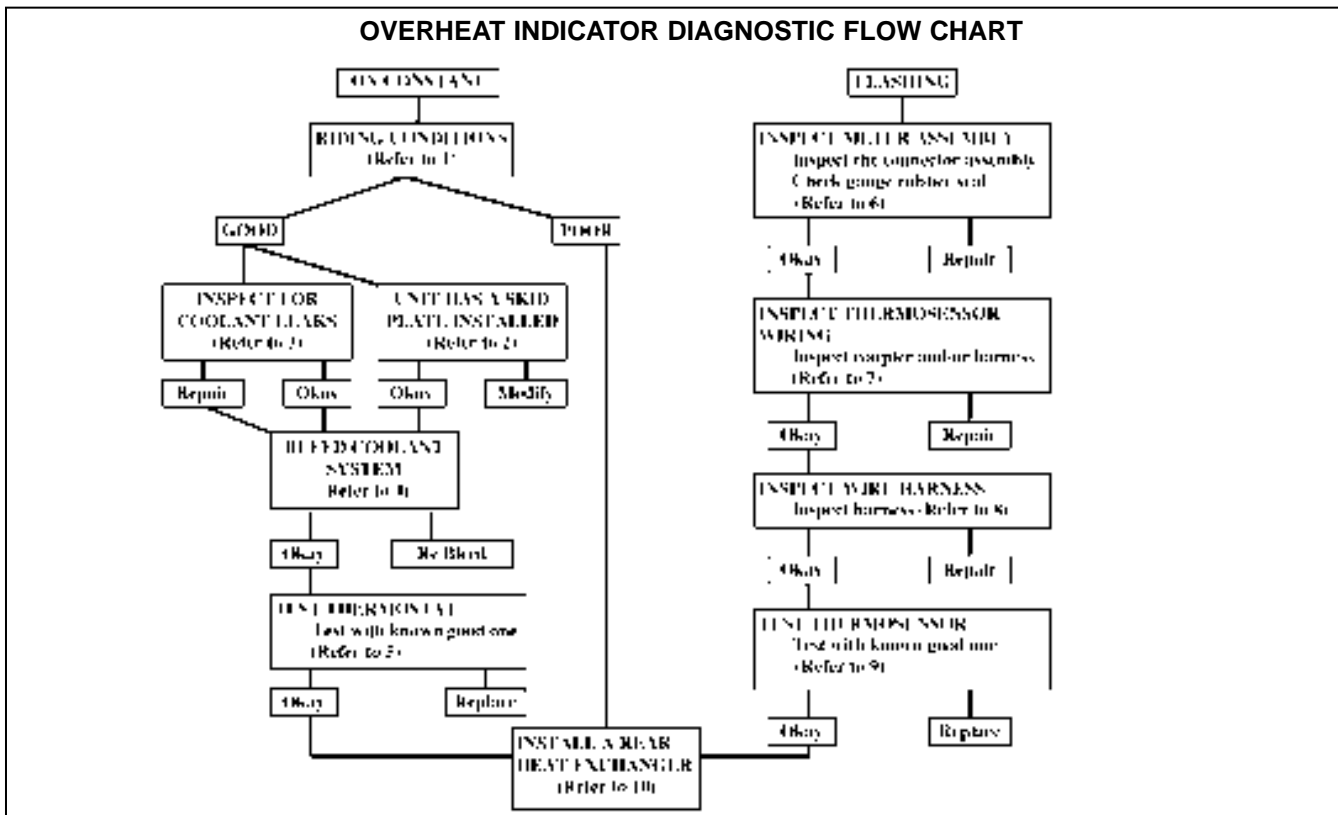 OVERHEAT INDICATOR DIAGNOSTIC FLOW CHART
ON CONSTANT
FLASHING
RIDING CONDITIONS
(Refer to 1)
INSPECT METER ASSEMBLY
Inspect the connector assembly
Check gauge rubber seal
(Refer to 6)
GOOD
POOR
Okay
Repair
INSPECT FOR
COOLANT LEAKS
(Refer to
UNIT HAS A SKID
PLATE INSTALLED
(Refer to 2)
INSPECT THERMOSENSOR
WIRING
Inspect coupler and/or harness
(Refer to 7)
Repair
Okay
Okay
Modify
Okay
Repair
BLEED COOLANT
SYSTEM
Refer to
INSPECT WIRE HARNESS
Inspect harness (Refer to 8)
Okay
Re Bleed
Okay
Repair
TEST THERMOSTAT
Test with known good one
(Refer to 5)
TEST THERMOSENSOR
Test with known good one
(Refer to 9)
Okay
Replace
Okay
Replace
INSTALL A REAR
HEAT EXCHANGER
(Refer to 10)